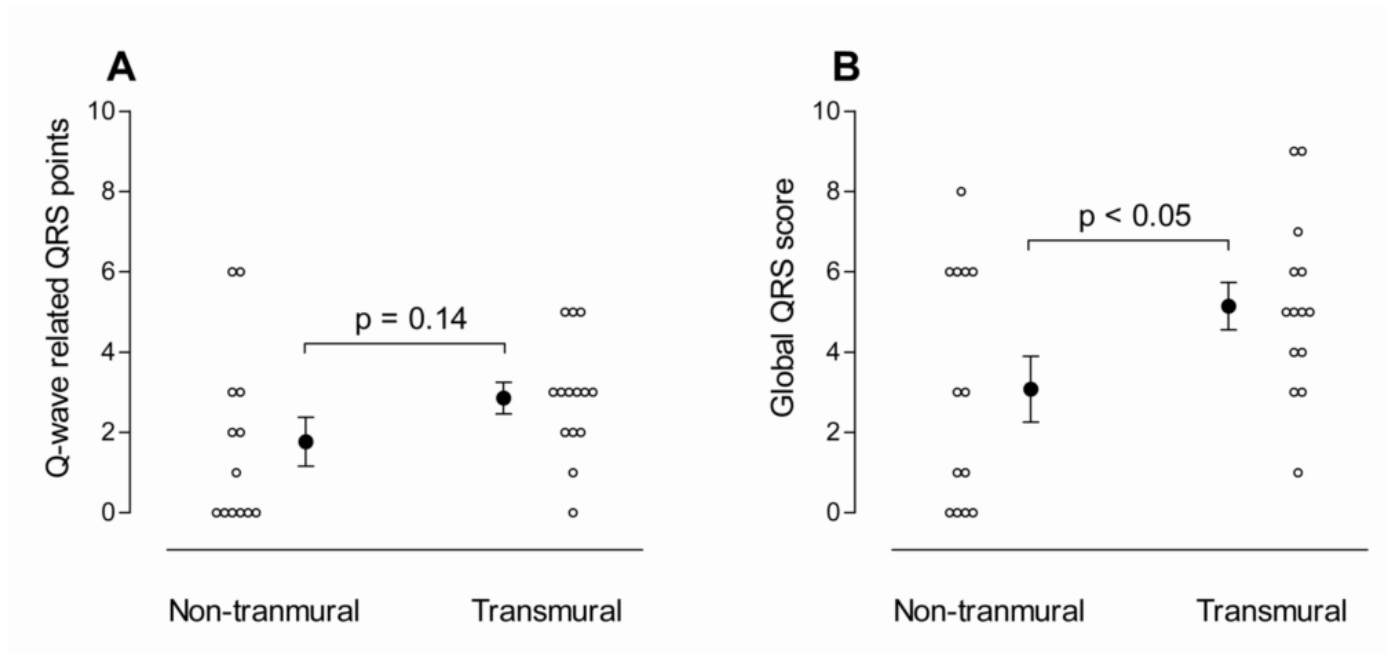 A
Q-wave related QRS points
10
8
6
4
2
0
p = 0.14
Non-tranmural
Transmural
B
Global QRS score
10
8
6
4
2
0
p < 0.05
Non-tranmural
Transmural